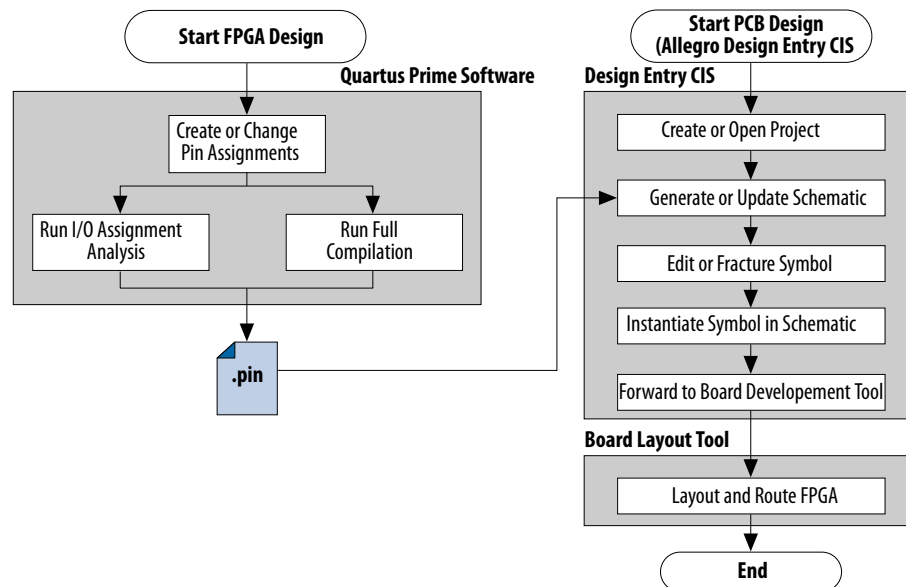 Start FPGA Design
Quartus Prime Software
Create or Change
Pin Assignments
Run I/O Assignment
Analysis
Run Full
Compilation
.pin
Start PCB Design
(Allegro Design Entry CIS
Design Entry CIS
Create or Open Project
Generate or Update Schematic
Edit or Fracture Symbol
Instantiate Symbol in Schematic
Forward to Board Developement Tool
Board Layout Tool
Layout and Route FPGA
End